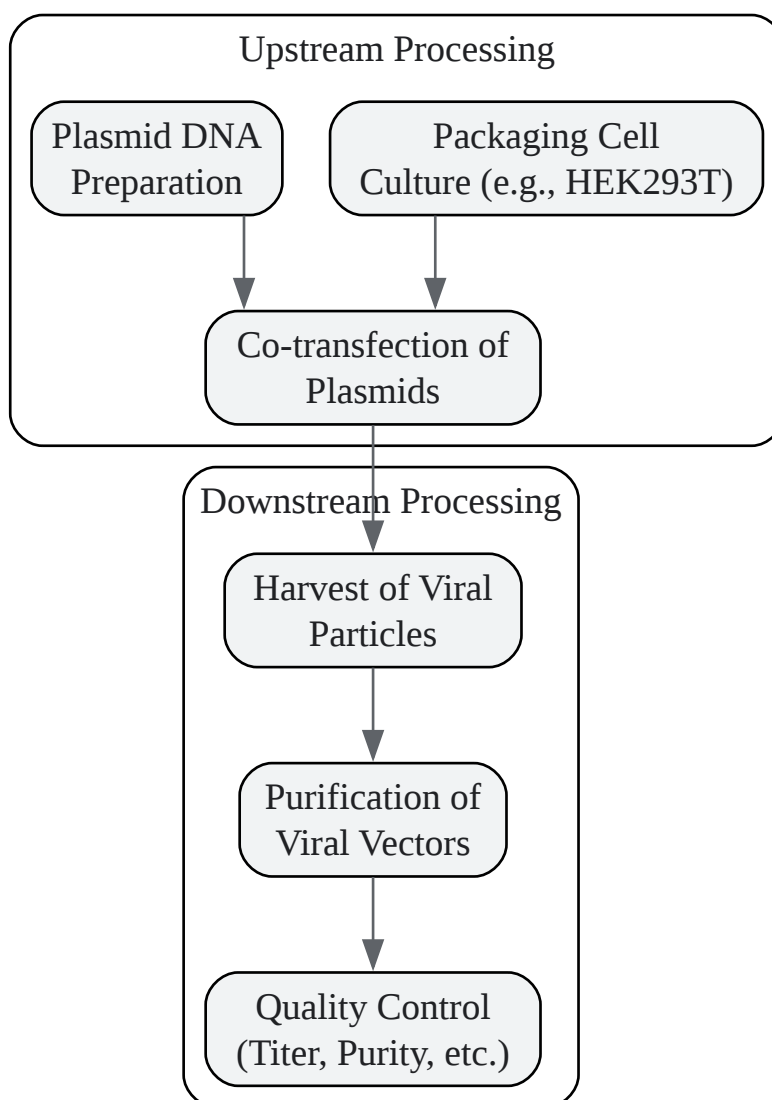 Upstream Processing
Plasmid DNA
Preparation
Packaging Cell
Culture (e.g., HEK293T)
Co-transfection of
Plasmids
Downstream Processing
Harvest of Viral
Particles
Purification of
Viral Vectors
Quality Control
(Titer, Purity, etc.)